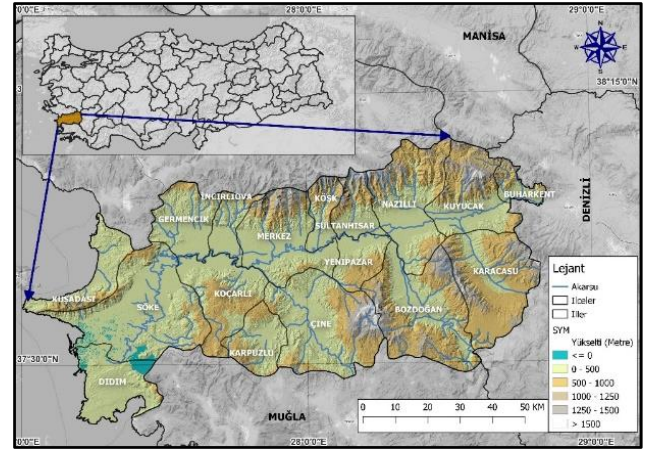 0°0'E
28°0'0"E
29°0'0"E
MANİSA
N
W
E
S
38°15'0"N
İNCİRLİOVA
KÖŞK
NAZİLLİ
BUHARKENT
KUYUCAK
GERMENCİK
SULTANHİSAR
MERKEZ
DENİZLİ
YENİPAZAR
KARACASU
KUŞADASI
KOÇARLI
SÖKE
BOZDOĞAN
ÇİNE
KARPUZLU
37°30'0"N
DİDİM
MUĞLA
Lejant
Akarsu
İlçeler
İller
SYM
Yükselti (Metre)
<= 0
0 - 500
500 - 1000
1000 - 1250
1250 - 1500
> 1500
0 10 20 30 40 50 KM
0°0'E
28°0'0"E
29°0'0"E